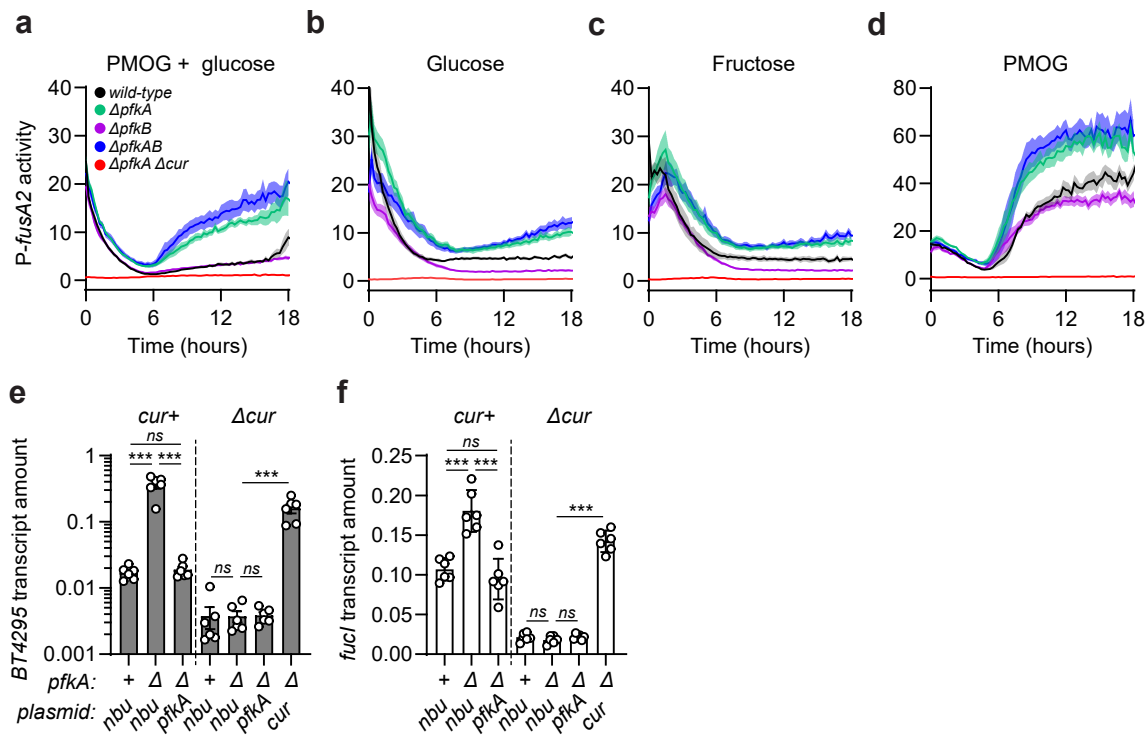 a
PMOG + glucose
b
Glucose
c
Fructose
d
PMOG
P-fusA2 activity
40
30
20
10
0
wild-type
ΔpfkA
ΔpfkB
ΔpfkAB
ΔpfkA Δcur
0 6 12 18
Time (hours)
40
30
20
10
0
0 6 12 18
Time (hours)
40
30
20
10
0
0 6 12 18
Time (hours)
80
60
40
20
0
0 6 12 18
Time (hours)
e
cur+ Δcur
BT4295 transcript amount
1
0.1
0.01
0.001
ns
*** ***
***
ns ns
pfkA: + Δ Δ + Δ Δ Δ
plasmid: nbu nbu pfkA nbu nbu pfkA cur
f
cur+ Δcur
fucI transcript amount
0.25
0.20
0.15
0.10
0.05
0.00
ns
*** ***
***
ns ns
+ Δ Δ + Δ Δ Δ
nbu nbu pfkA nbu nbu pfkA cur